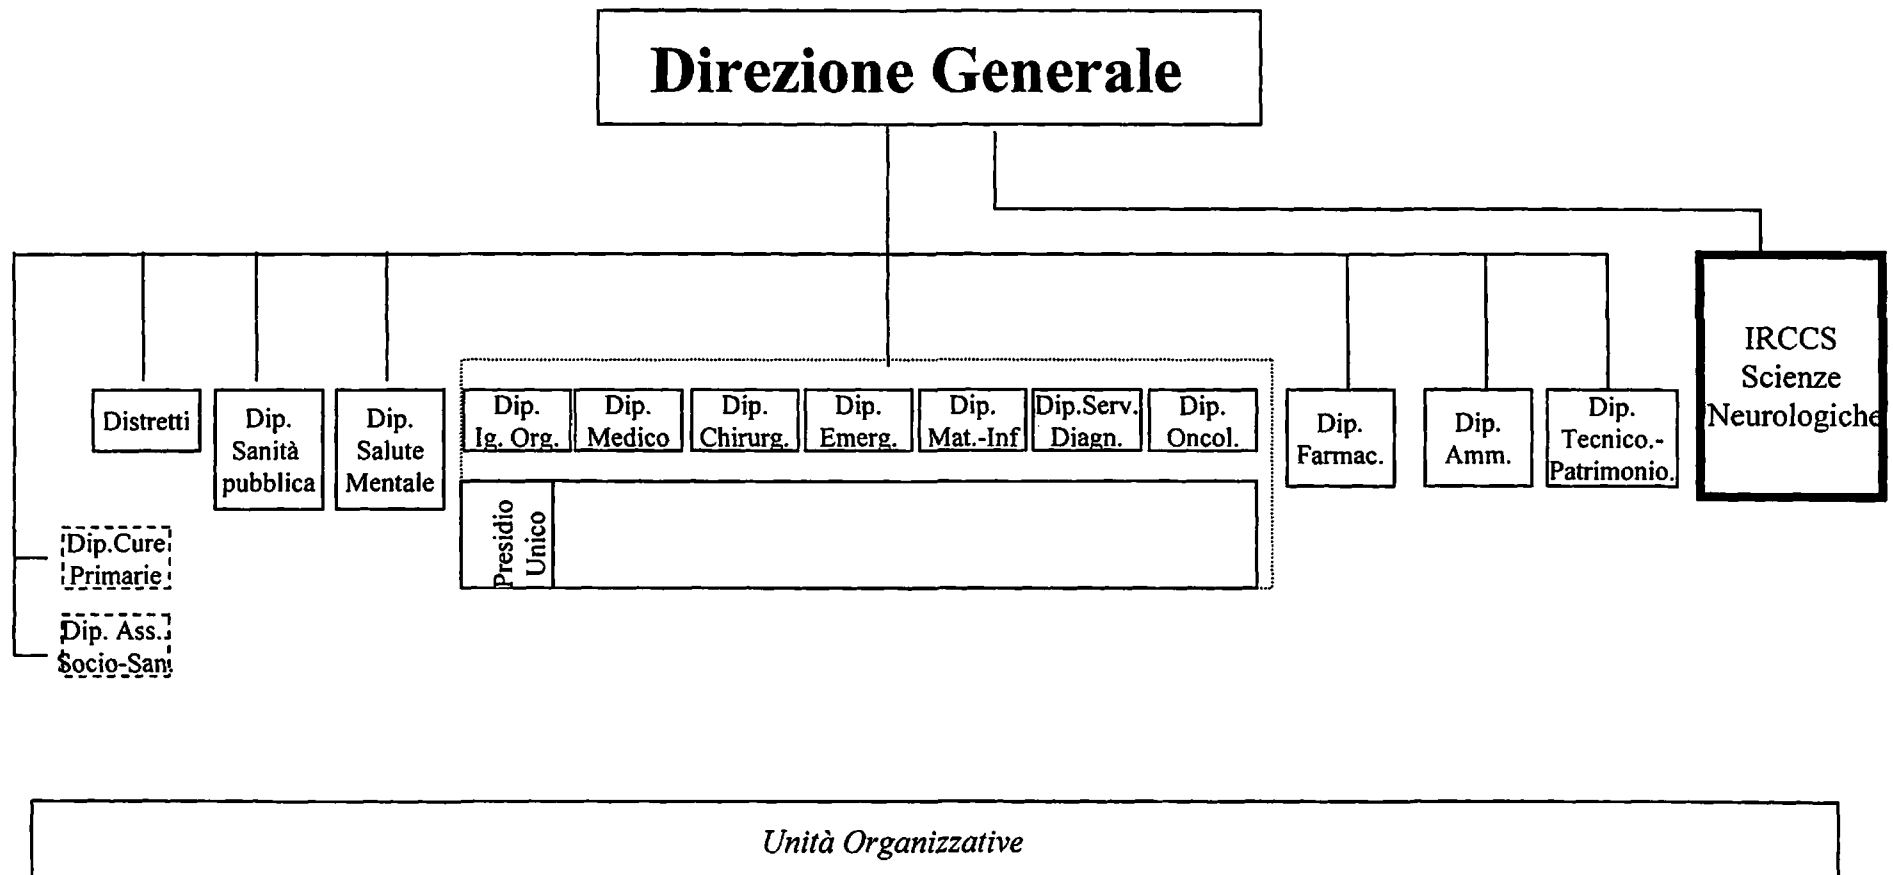 Direzione Generale
IRCCS
Scienze
Neurologiche
Distretti
Dip.
Sanità
pubblica
Dip.
Salute
Mentale
Dip.
Ig. Org.
Dip.
Medico
Dip.
Chirurg.
Dip.
Emerg.
Dip.
Mat.-Inf
Dip.Serv.
Diagn.
Dip.
Oncol.
Dip.
Farmac.
Dip.
Amm.
Dip.
Tecnico.-
Patrimonio.
Presidio
Unico
Dip.Cure
Primarie
Dip. Ass.
Socio-San.
Unità Organizzative